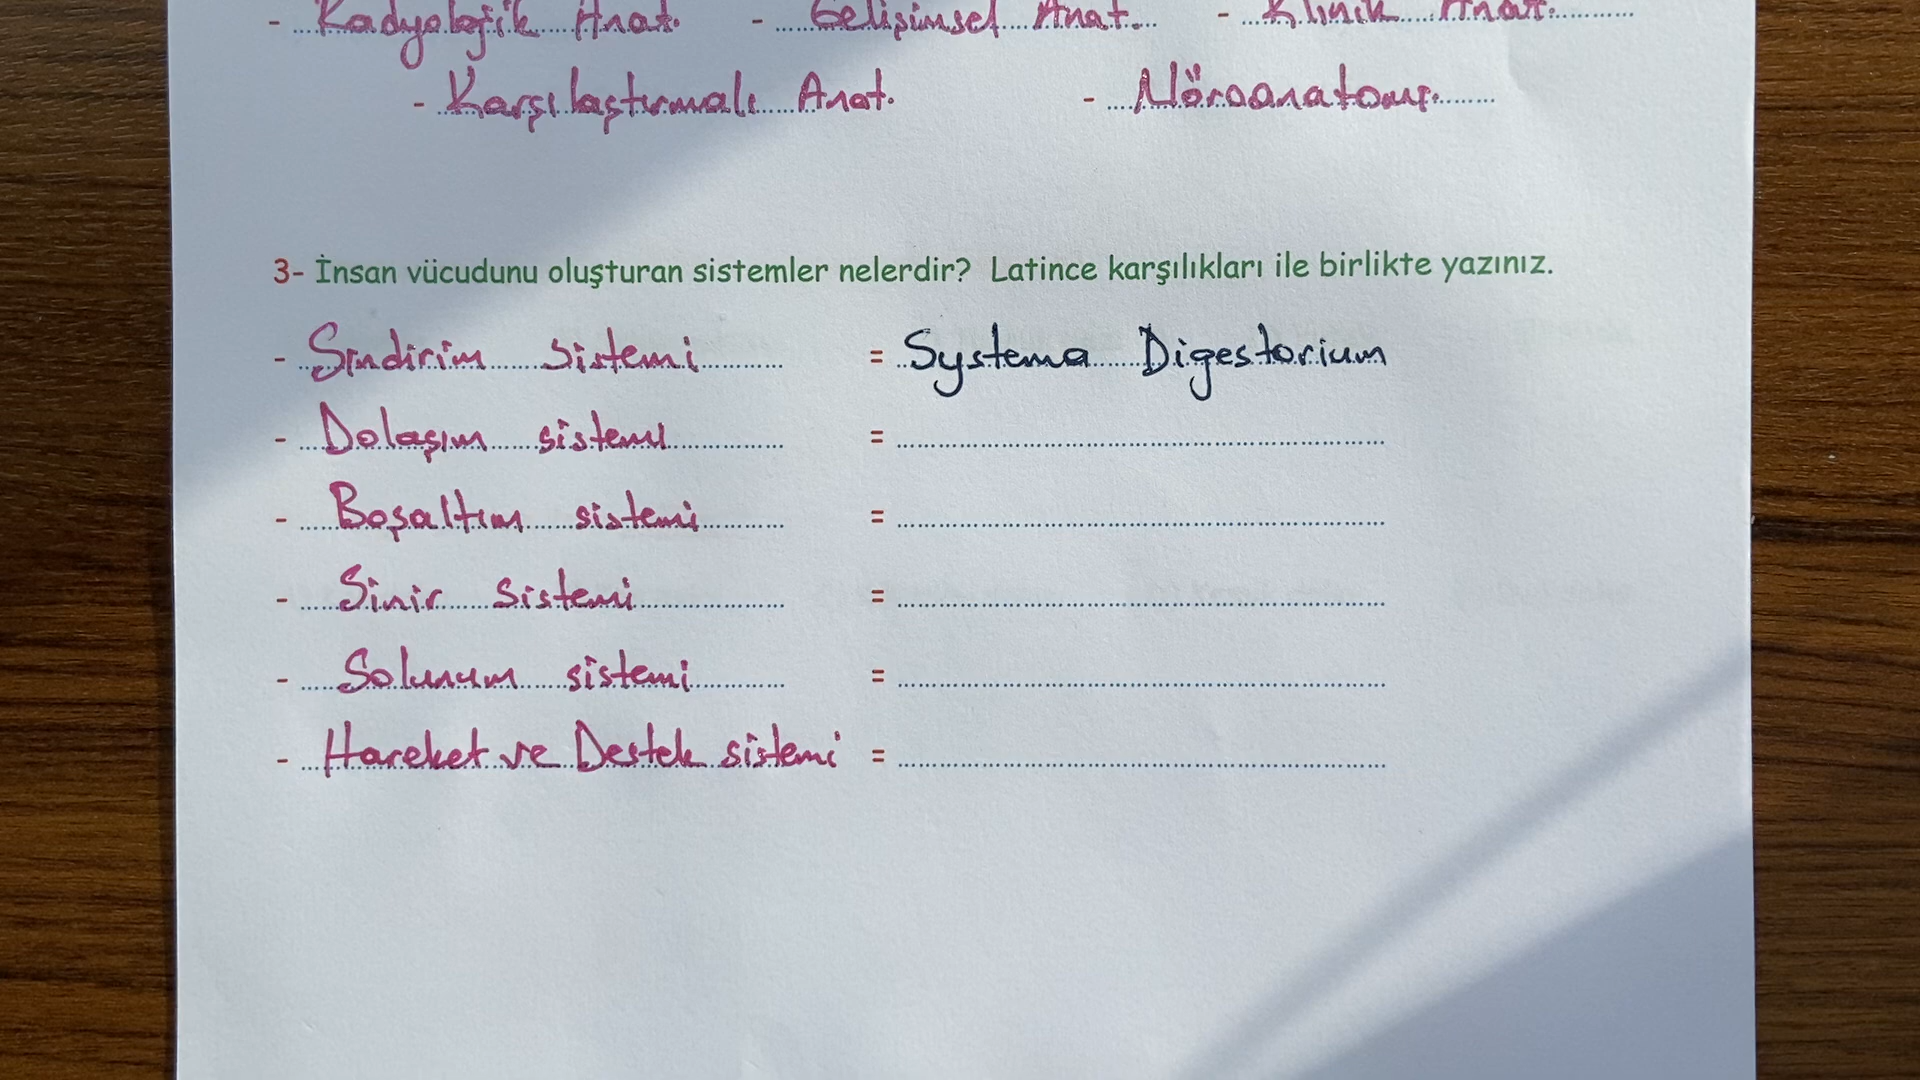 - Radyolojik Anat. - Gelişimsel Anat. - Klinik Anat.
- Karşılaştırmalı Anat. - Nöroanatomi.
3- İnsan vücudunu oluşturan sistemler nelerdir? Latince karşılıkları ile birlikte yazınız.
- Sindirim Sistemi = Systema Digestorium
- Dolaşım sistemi =
- Boşaltım sistemi =
- Sinir Sistemi =
- Solunum sistemi =
- Hareket ve Destek sistemi =